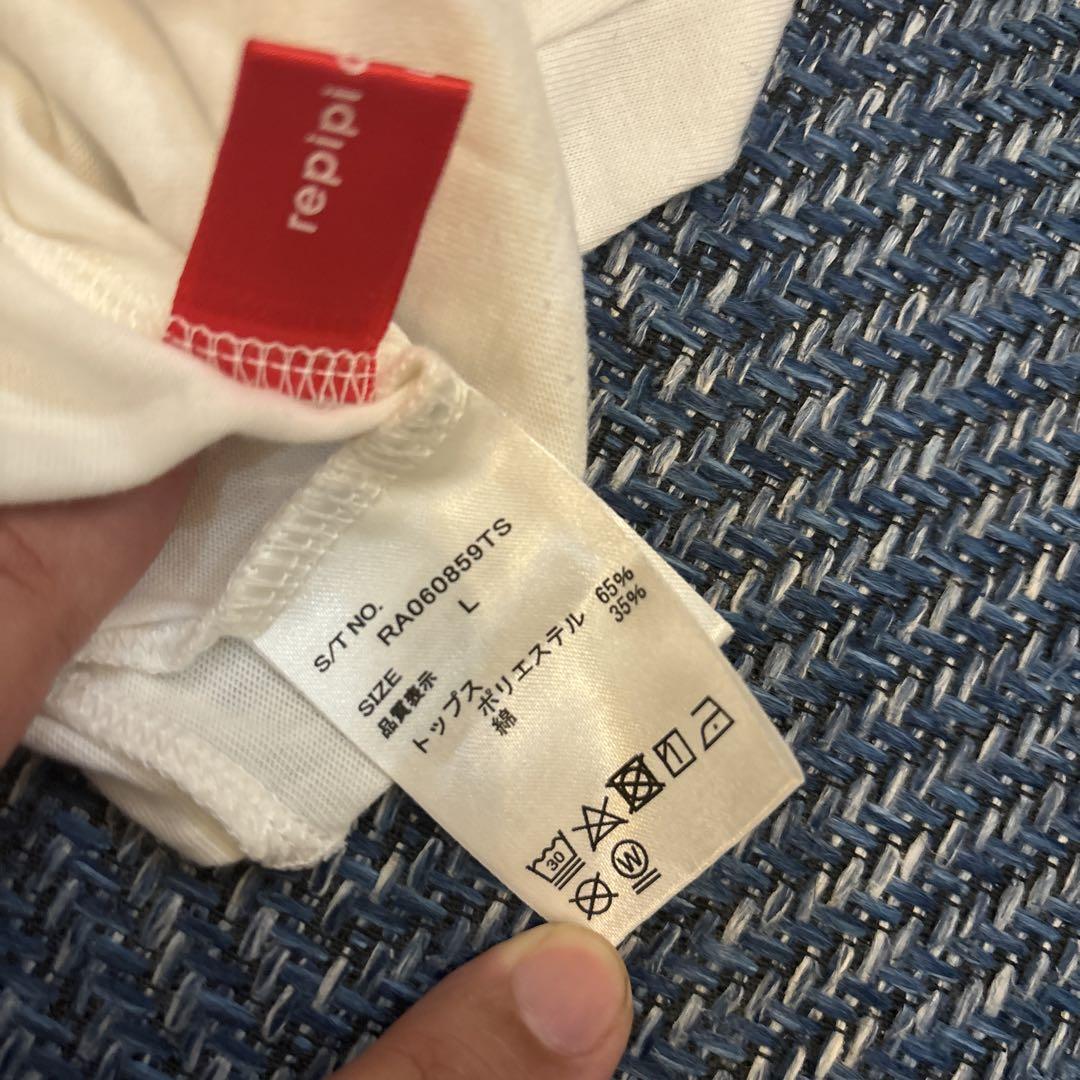 repipi
S/T NO.
RA060859TS
SIZE L
品質表示
トップス ポリエステル 65%
綿 35%
30
W